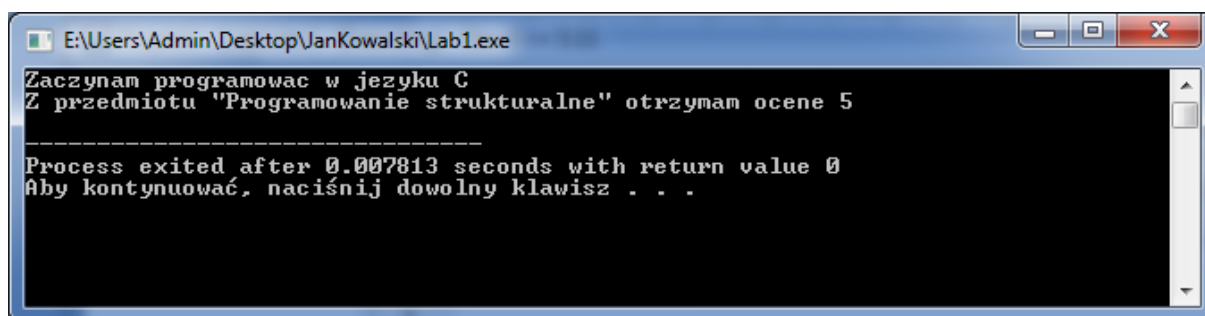 E:\Users\Admin\Desktop\JanKowalski\Lab1.exe
Zaczynam programowac w jezyku C
Z przedmiotu "Programowanie strukturalne" otrzymam ocene 5
--------------------------------
Process exited after 0.007813 seconds with return value 0
Aby kontynuować, naciśnij dowolny klawisz . . .